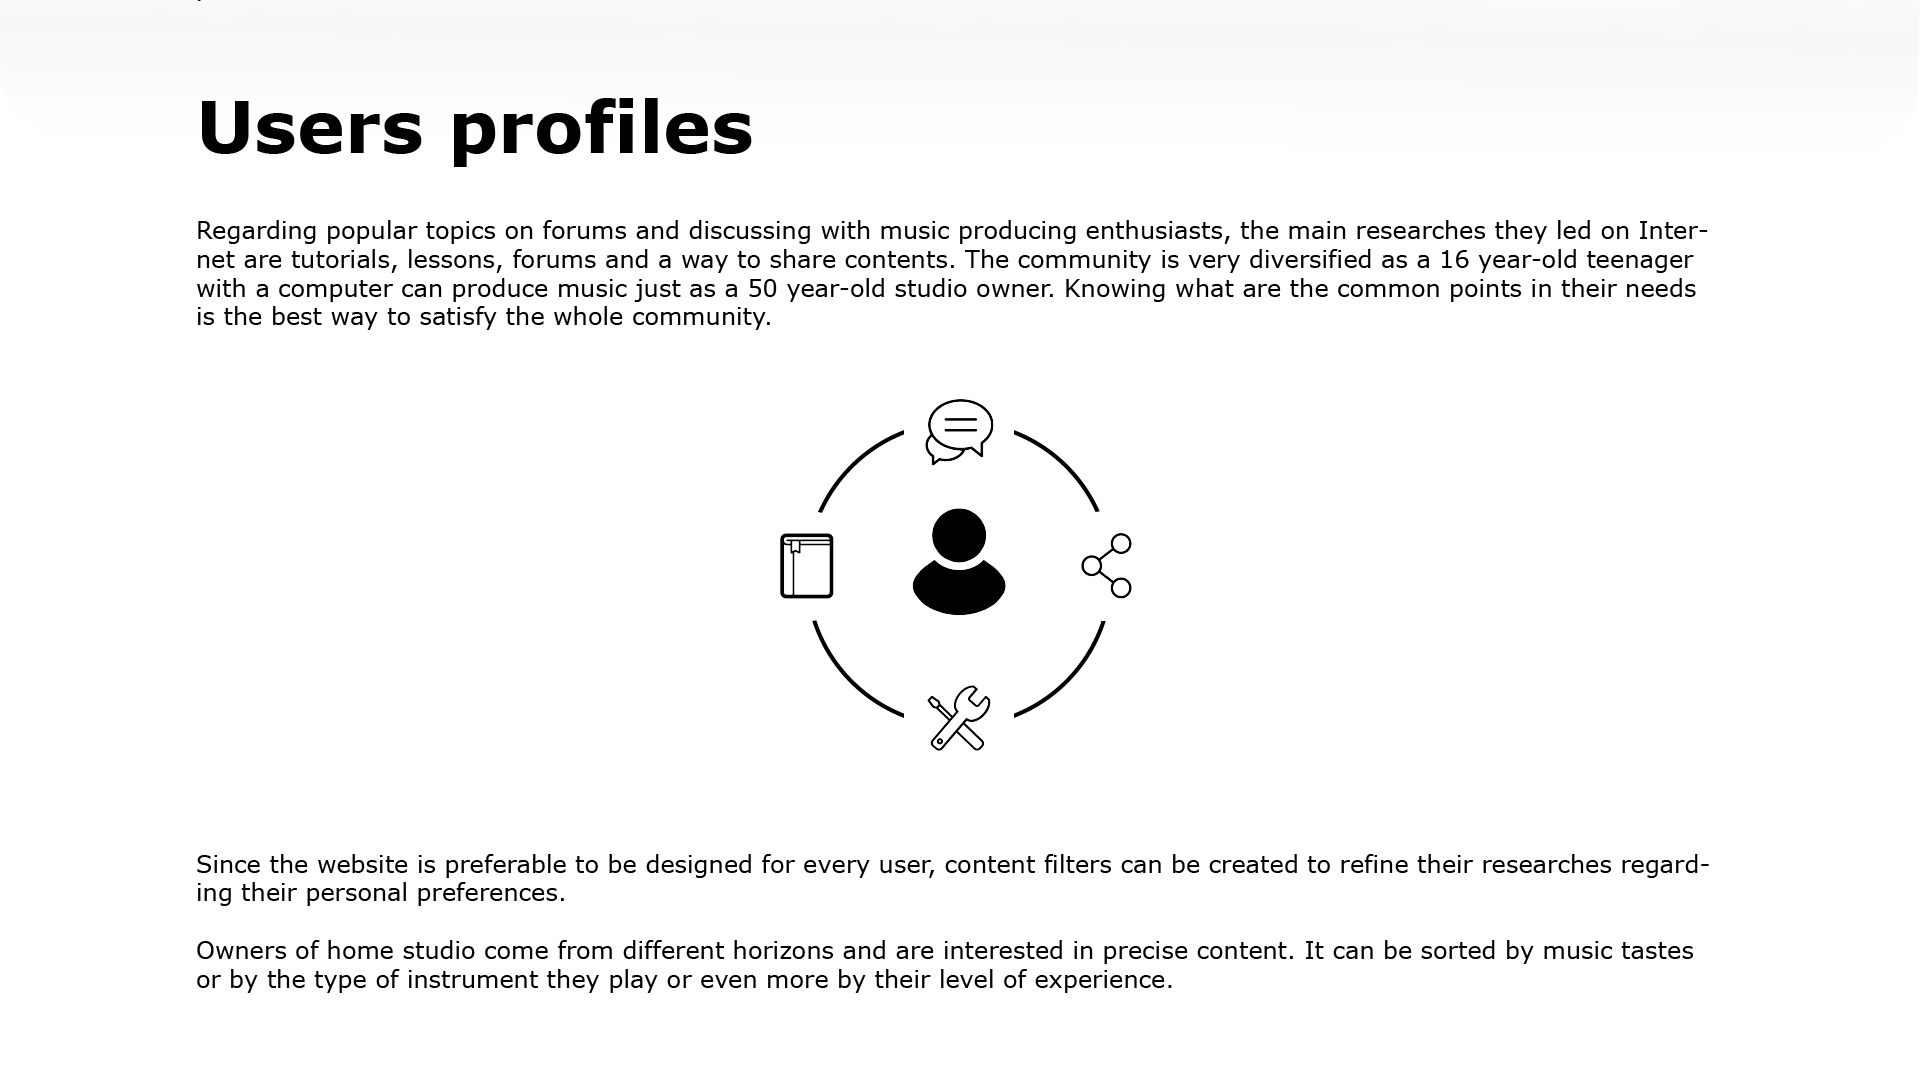 Users profiles
Regarding popular topics on forums and discussing with music producing enthusiasts, the main researches they led on Inter-
net are tutorials, lessons, forums and a way to share contents. The community is very diversified as a 16 year-old teenager
with a computer can produce music just as a 50 year-old studio owner. Knowing what are the common points in their needs
is the best way to satisfy the whole community.
Since the website is preferable to be designed for every user, content filters can be created to refine their researches regard-
ing their personal preferences.
Owners of home studio come from different horizons and are interested in precise content. It can be sorted by music tastes
or by the type of instrument they play or even more by their level of experience.